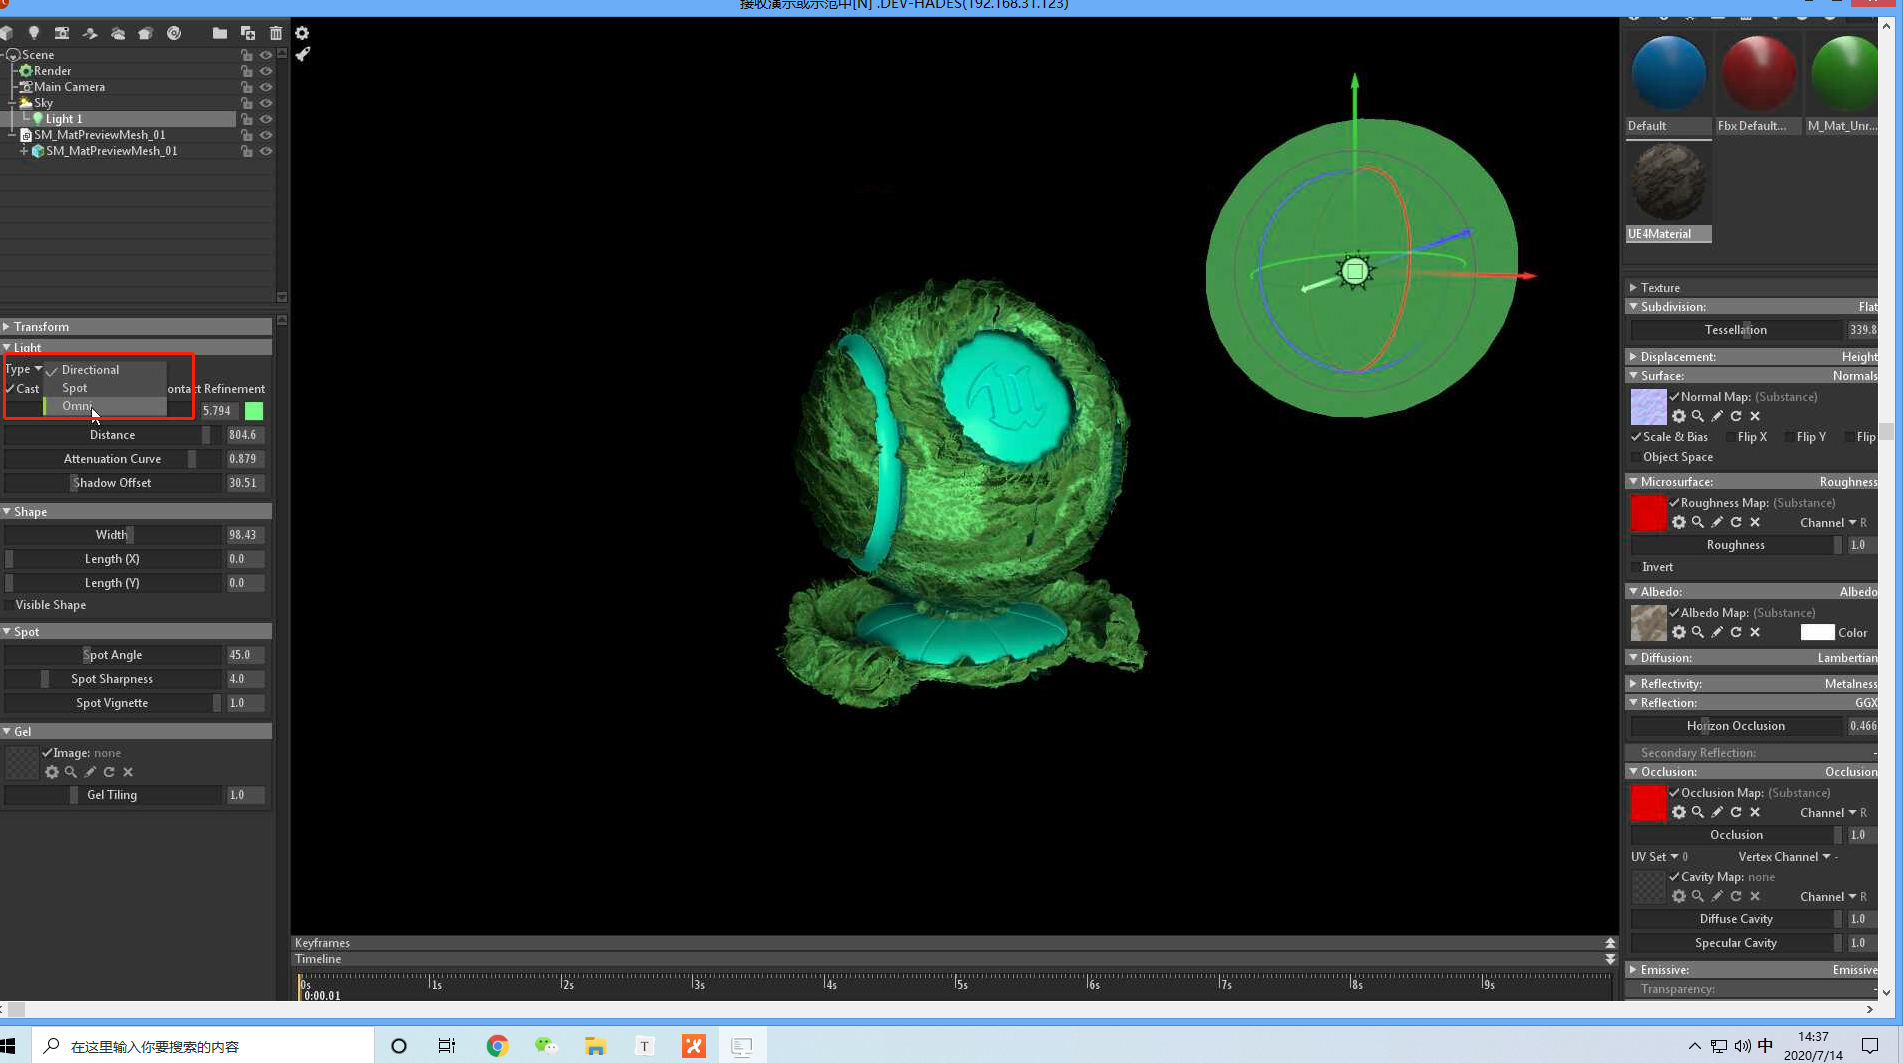 接收演示或示范中[N] .DEV-HADES(192.168.31.123)
Scene
Render
Main Camera
Sky
Light 1
SM_MatPreviewMesh_01
SM_MatPreviewMesh_01
Transform
Light
Type
Directional
Spot
Omni
Cast
ontact Refinement
5.794
Distance 804.6
Attenuation Curve 0.879
Shadow Offset 30.51
Shape
Width 98.43
Length (X) 0.0
Length (Y) 0.0
Visible Shape
Spot
Spot Angle 45.0
Spot Sharpness 4.0
Spot Vignette 1.0
Gel
Image: none
Gel Tiling 1.0
Keyframes
Timeline
0s 1s 2s 3s 4s 5s 6s 7s 8s 9s
0:00.01
Default Fbx Default... M_Mat_Unr...
UE4Material
Texture
Subdivision: Flat
Tessellation 339.8
Displacement: Height
Surface: Normals
Normal Map: (Substance)
Scale & Bias Flip X Flip Y Flip
Object Space
Microsurface: Roughness
Roughness Map: (Substance)
Channel R
Roughness 1.0
Invert
Albedo: Albedo
Albedo Map: (Substance)
Color
Diffusion: Lambertian
Reflectivity: Metalness
Reflection: GGX
Horizon Occlusion 0.466
Secondary Reflection: -
Occlusion: Occlusion
Occlusion Map: (Substance)
Channel R
Occlusion 1.0
UV Set 0 Vertex Channel -
Cavity Map: none
Channel R
Diffuse Cavity 1.0
Specular Cavity 1.0
Emissive: Emissive
Transparency: -
在这里输入你要搜索的内容
T
中
14:37
2020/7/14